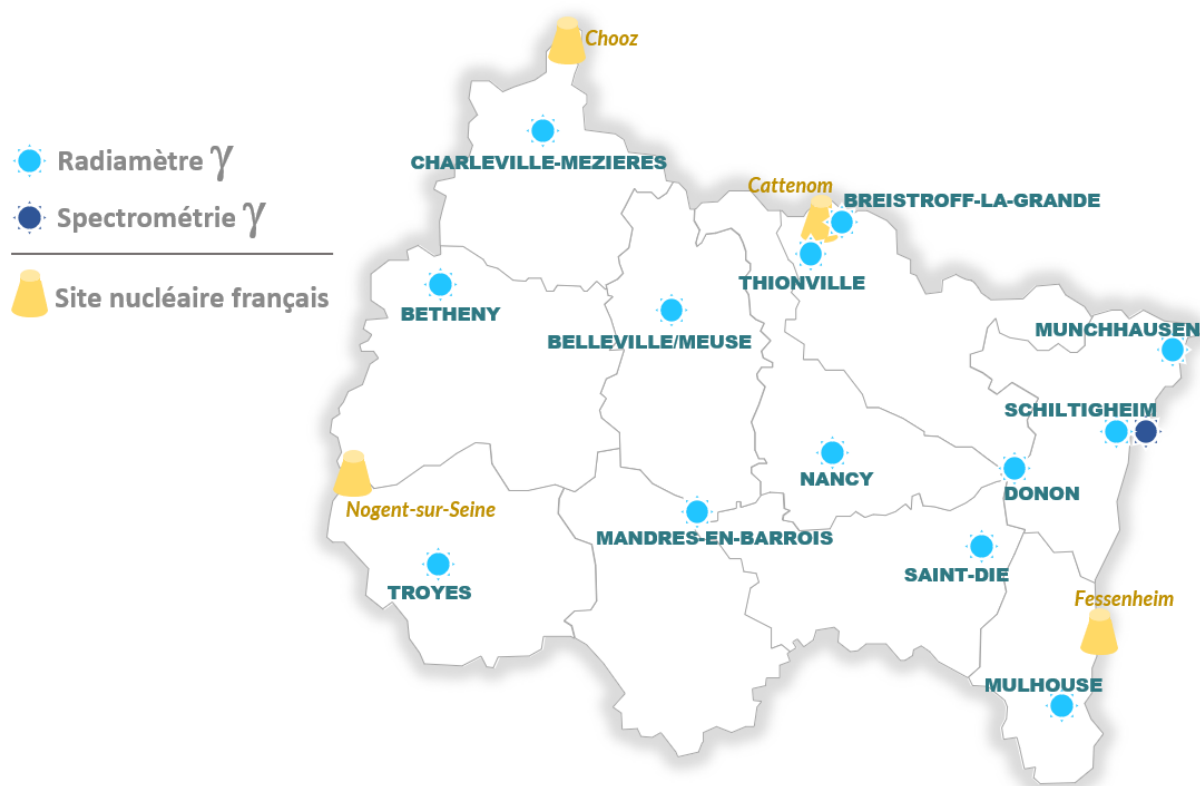 Radiamètre γ
Spectrométrie γ
Site nucléaire français
Chooz
CHARLEVILLE-MEZIERES
Cattenom
BREISTROFF-LA-GRANDE
THIONVILLE
BETHENY
BELLEVILLE/MEUSE
MUNCHHAUSEN
SCHILTIGHEIM
NANCY
DONON
Nogent-sur-Seine
MANDRES-EN-BARROIS
SAINT-DIE
TROYES
Fessenheim
MULHOUSE